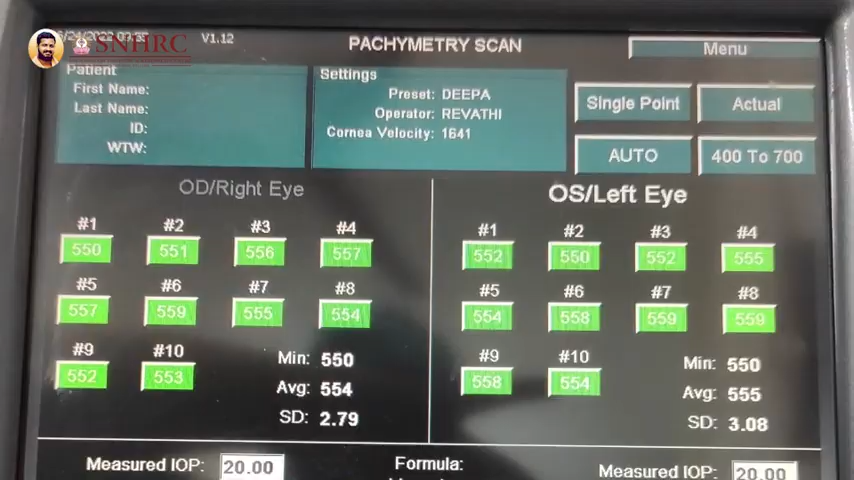 SNHRC
V1.12
PACHYMETRY SCAN
Menu
Patient
First Name:
Last Name:
ID:
WTW:
Settings
Preset: DEEPA
Operator: REVATHI
Cornea Velocity: 1641
Single Point
Actual
AUTO
400 To 700
OD/Right Eye
#1 #2 #3 #4
550 551 556 557
#5 #6 #7 #8
557 559 555 554
#9 #10
552 553
Min: 550
Avg: 554
SD: 2.79
OS/Left Eye
#1 #2 #3 #4
552 550 552 555
#5 #6 #7 #8
554 558 559 559
#9 #10
558 554
Min: 550
Avg: 555
SD: 3.08
Measured IOP: 20.00
Formula:
Measured IOP: 20.00